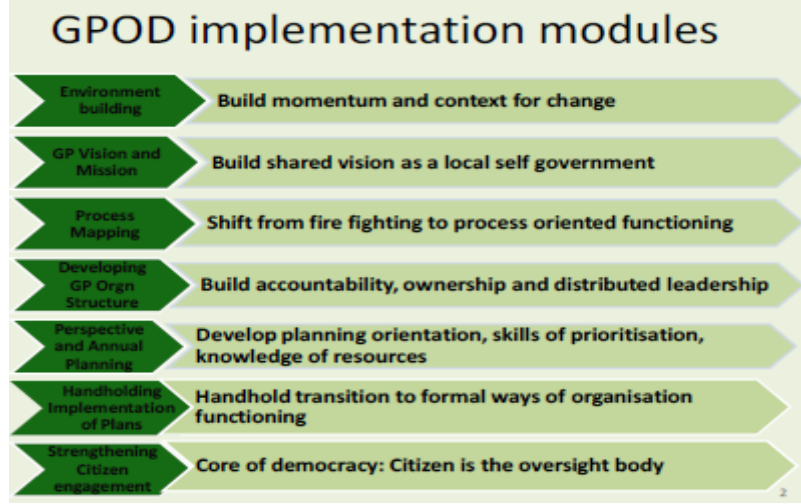 GPOD implementation modules
Environment
building
Build momentum and context for change
GP Vision and
Mission
Build shared vision as a local self government
Process
Mapping
Shift from fire fighting to process oriented functioning
Developing
GP Orgn
Structure
Build accountability, ownership and distributed leadership
Perspective
and Annual
Planning
Develop planning orientation, skills of prioritisation,
knowledge of resources
Handholding
Implementation
of Plans
Handhold transition to formal ways of organisation
functioning
Strengthening
Citizen
engagement
Core of democracy: Citizen is the oversight body
2